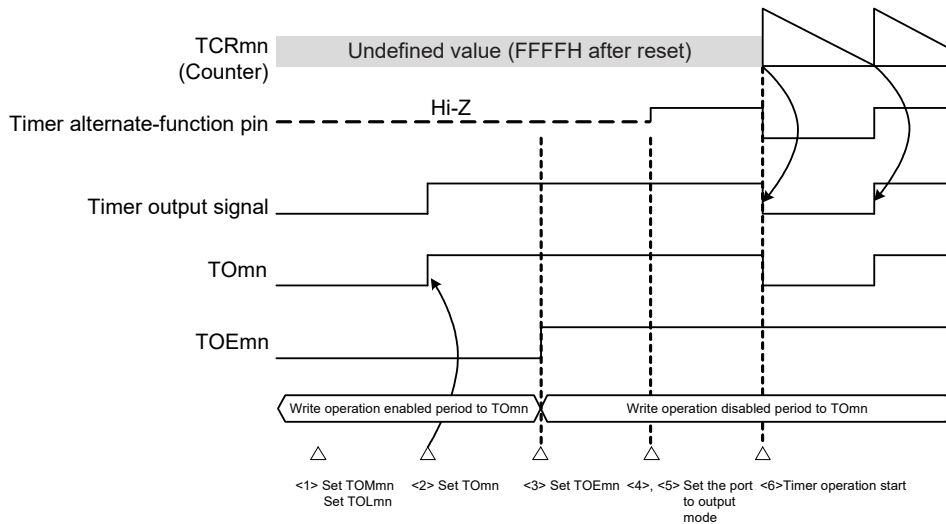 TCRmn
(Counter)
Undefined value (FFFFH after reset)
Hi-Z
Timer alternate-function pin
Timer output signal
TOmn
TOEmn
Write operation enabled period to TOmn
Write operation disabled period to TOmn
<1> Set TOMmn
Set TOLmn
<2> Set TOmn
<3> Set TOEmn
<4>, <5> Set the port
to output
mode
<6>Timer operation start